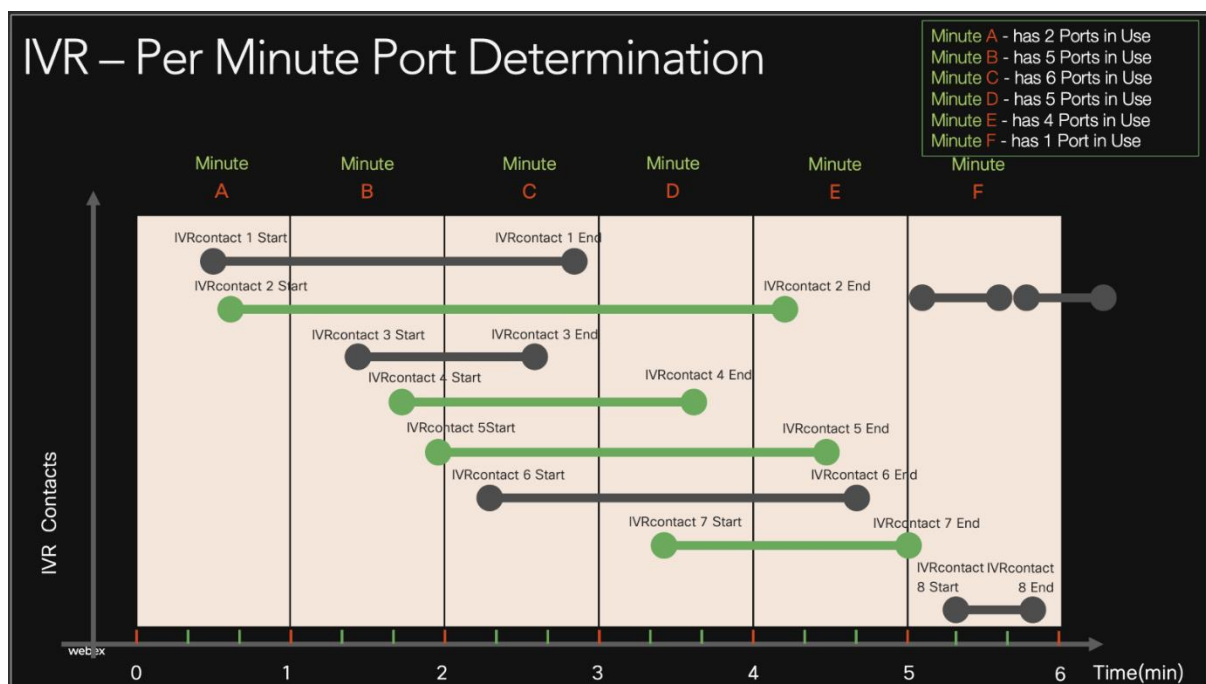 IVR – Per Minute Port Determination
Minute A - has 2 Ports in Use
Minute B - has 5 Ports in Use
Minute C - has 6 Ports in Use
Minute D - has 5 Ports in Use
Minute E - has 4 Ports in Use
Minute F - has 1 Port in Use
Minute Minute Minute Minute Minute Minute
A B C D E F
IVRcontact 1 Start IVRcontact 1 End
IVRcontact 2 Start IVRcontact 2 End
IVRcontact 3 Start IVRcontact 3 End
IVRcontact 4 Start IVRcontact 4 End
IVRcontact 5Start IVRcontact 5 End
IVRcontact 6 Start IVRcontact 6 End
IVRcontact 7 Start IVRcontact 7 End
IVRcontact IVRcontact
8 Start 8 End
IVR Contacts
webex
0 1 2 3 4 5 6 Time(min)